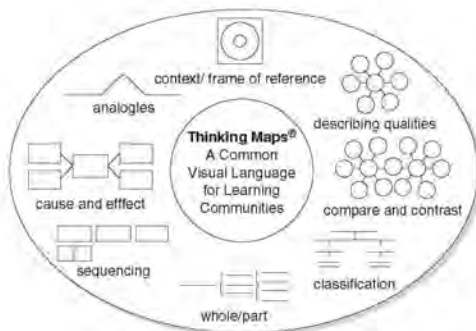 context/ frame of reference
analogies
describing qualities
Thinking Maps®
A Common
Visual Language
for Learning
Communities
cause and efffect
compare and contrast
sequencing
classification
whole/part